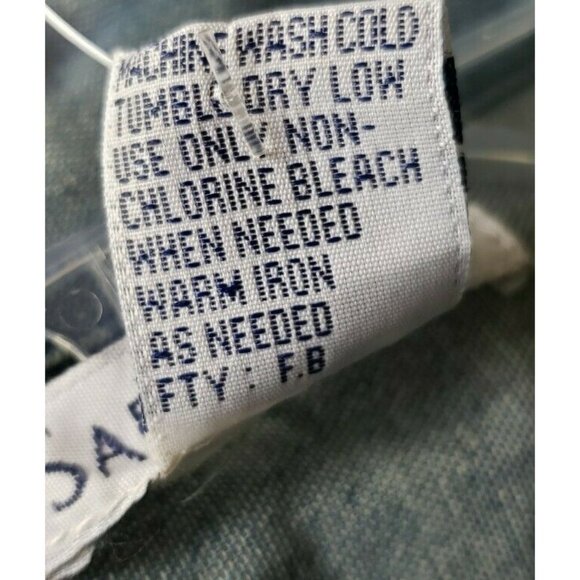 MACHINE WASH COLD
TUMBLE DRY LOW
USE ONLY NON-
CHLORINE BLEACH
WHEN NEEDED
WARM IRON
AS NEEDED
FTY : F.B